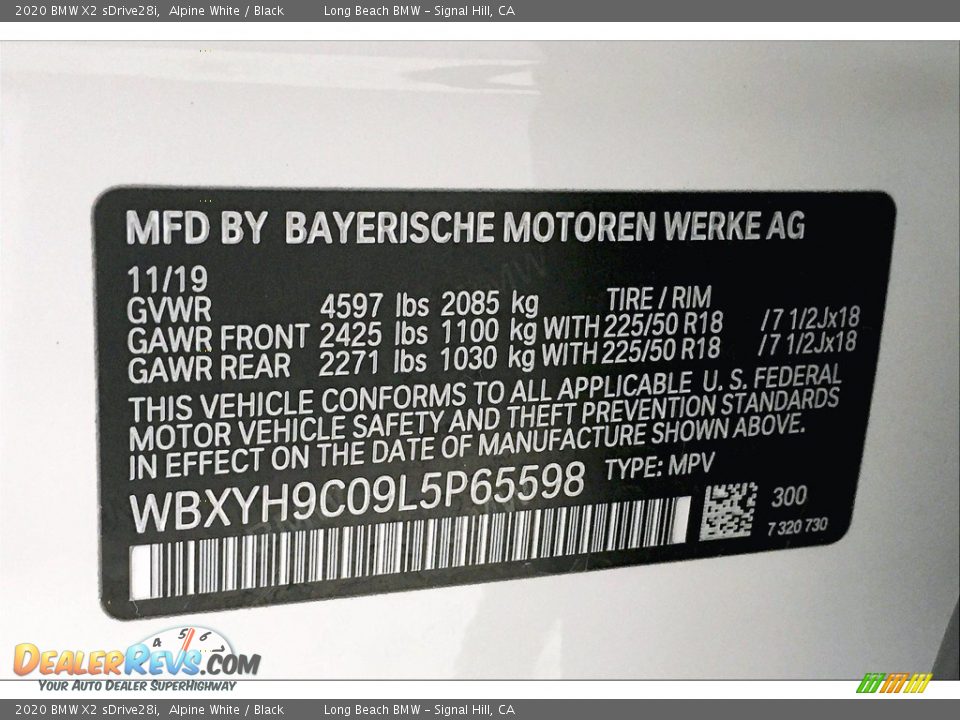 2020 BMW X2 sDrive28i, Alpine White / Black Long Beach BMW - Signal Hill, CA
MFD BY BAYERISCHE MOTOREN WERKE AG
11/19
GVWR 4597 lbs 2085 kg TIRE / RIM
GAWR FRONT 2425 lbs 1100 kg WITH 225/50 R18 /7 1/2Jx18
GAWR REAR 2271 lbs 1030 kg WITH 225/50 R18 /7 1/2Jx18
THIS VEHICLE CONFORMS TO ALL APPLICABLE U. S. FEDERAL
MOTOR VEHICLE SAFETY AND THEFT PREVENTION STANDARDS
IN EFFECT ON THE DATE OF MANUFACTURE SHOWN ABOVE.
WBXYH9C09L5P65598 TYPE: MPV
300
7 320 730
4 5 6
DEALERREVS.COM
YOUR AUTO DEALER SUPERHIGHWAY
2020 BMW X2 sDrive28i, Alpine White / Black Long Beach BMW - Signal Hill, CA